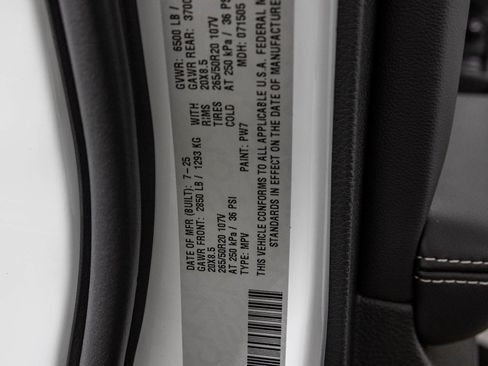 DATE OF MFR (BUILT): 7-25 GVWR: 6500 LB /
GAWR FRONT: 2850 LB / 1293 KG WITH GAWR REAR: 3700
20X8.5 RIMS 20X8.5
265/50R20 107V TIRES 265/50R20 107V
AT 250 kPa / 36 PSI COLD AT 250 kPa / 36 PSI
TYPE: MPV PAINT: PW7 MDH: 071505
THIS VEHICLE CONFORMS TO ALL APPLICABLE U.S.A. FEDERAL
STANDARDS IN EFFECT ON THE DATE OF MANUFACTURE